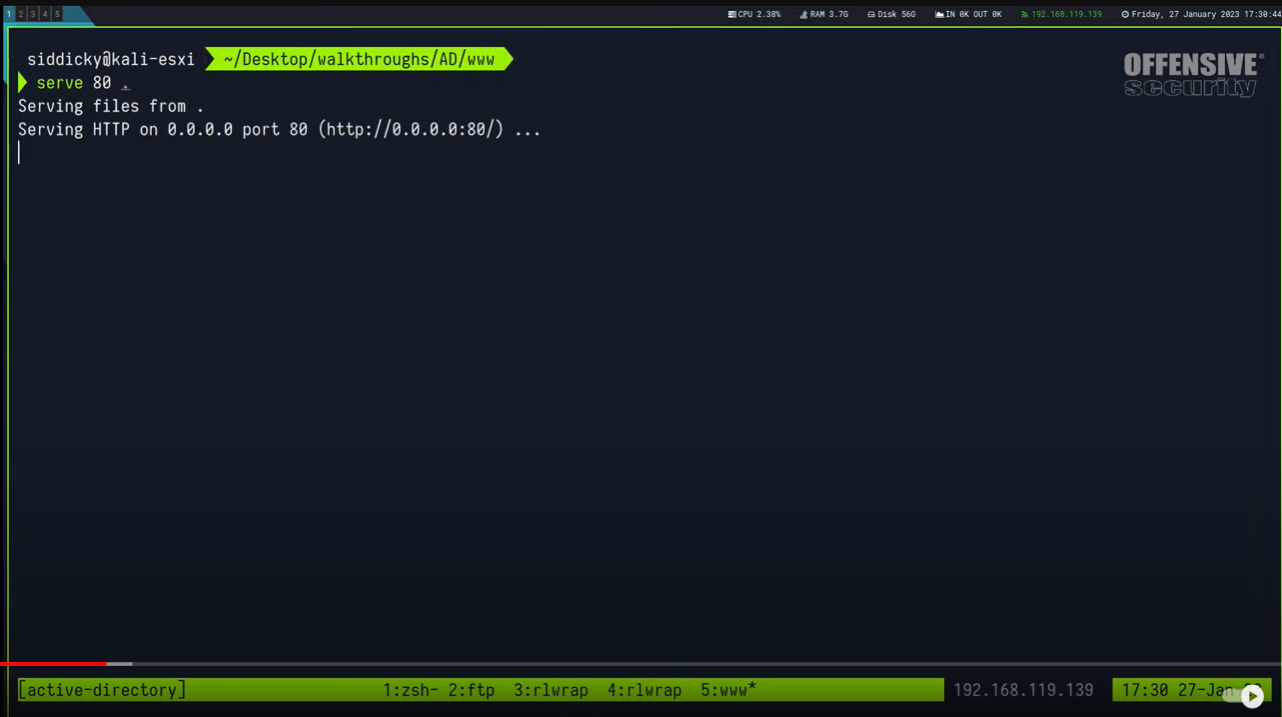 1 2 3 4 5 CPU 2.38% RAM 3.7G Disk 56G IN 0K OUT 0K 192.168.119.139 Friday, 27 January 2023 17:30:44
siddicky@kali-esxi ~/Desktop/walkthroughs/AD/www
OFFENSIVE®
security
serve 80 .
Serving files from .
Serving HTTP on 0.0.0.0 port 80 (http://0.0.0.0:80/) ...
[active-directory] 1:zsh- 2:ftp 3:rlwrap 4:rlwrap 5:www* 192.168.119.139 17:30 27-Jan